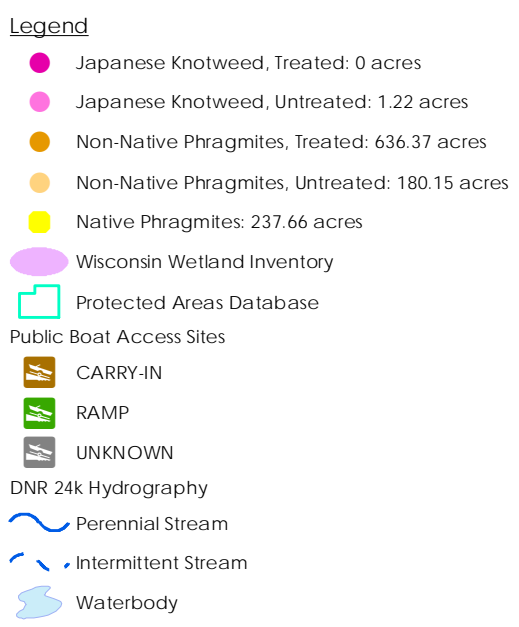 Legend
Japanese Knotweed, Treated: 0 acres
Japanese Knotweed, Untreated: 1.22 acres
Non-Native Phragmites, Treated: 636.37 acres
Non-Native Phragmites, Untreated: 180.15 acres
Native Phragmites: 237.66 acres
Wisconsin Wetland Inventory
Protected Areas Database
Public Boat Access Sites
CARRY-IN
RAMP
UNKNOWN
DNR 24k Hydrography
Perennial Stream
Intermittent Stream
Waterbody